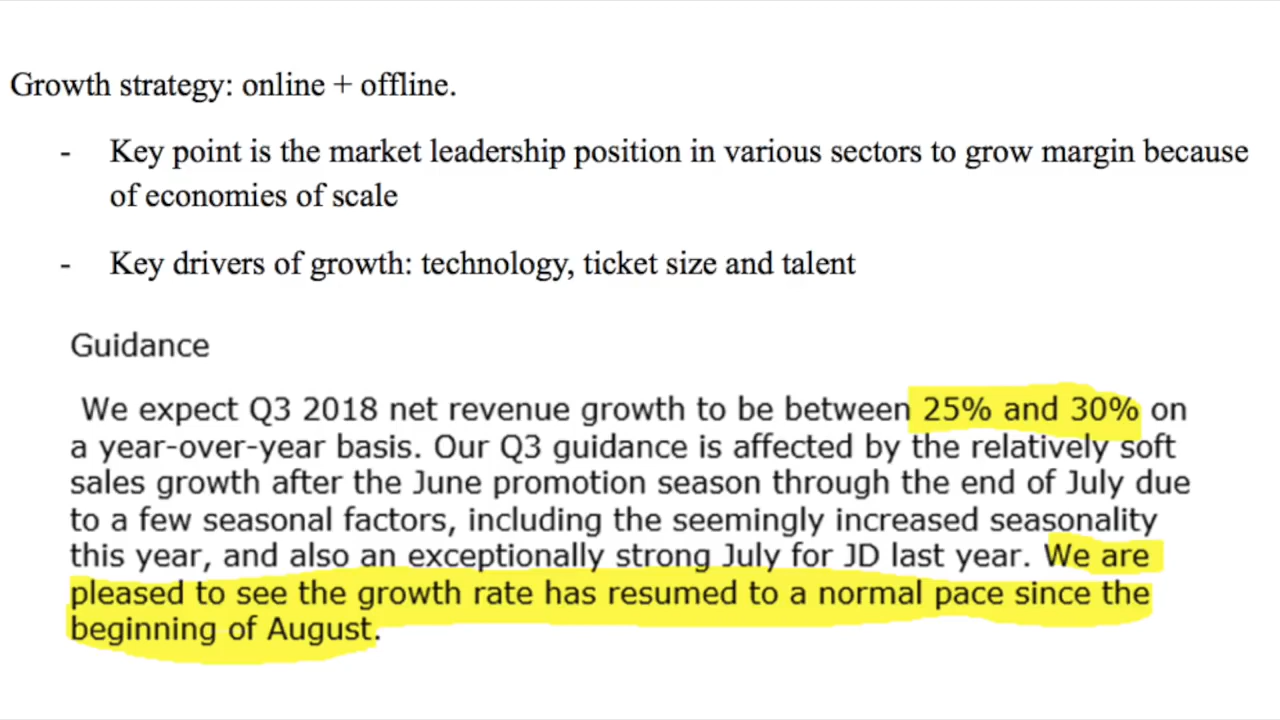 Growth strategy: online + offline.
- Key point is the market leadership position in various sectors to grow margin because
of economies of scale
- Key drivers of growth: technology, ticket size and talent
Guidance
We expect Q3 2018 net revenue growth to be between 25% and 30% on
a year-over-year basis. Our Q3 guidance is affected by the relatively soft
sales growth after the June promotion season through the end of July due
to a few seasonal factors, including the seemingly increased seasonality
this year, and also an exceptionally strong July for JD last year. We are
pleased to see the growth rate has resumed to a normal pace since the
beginning of August.